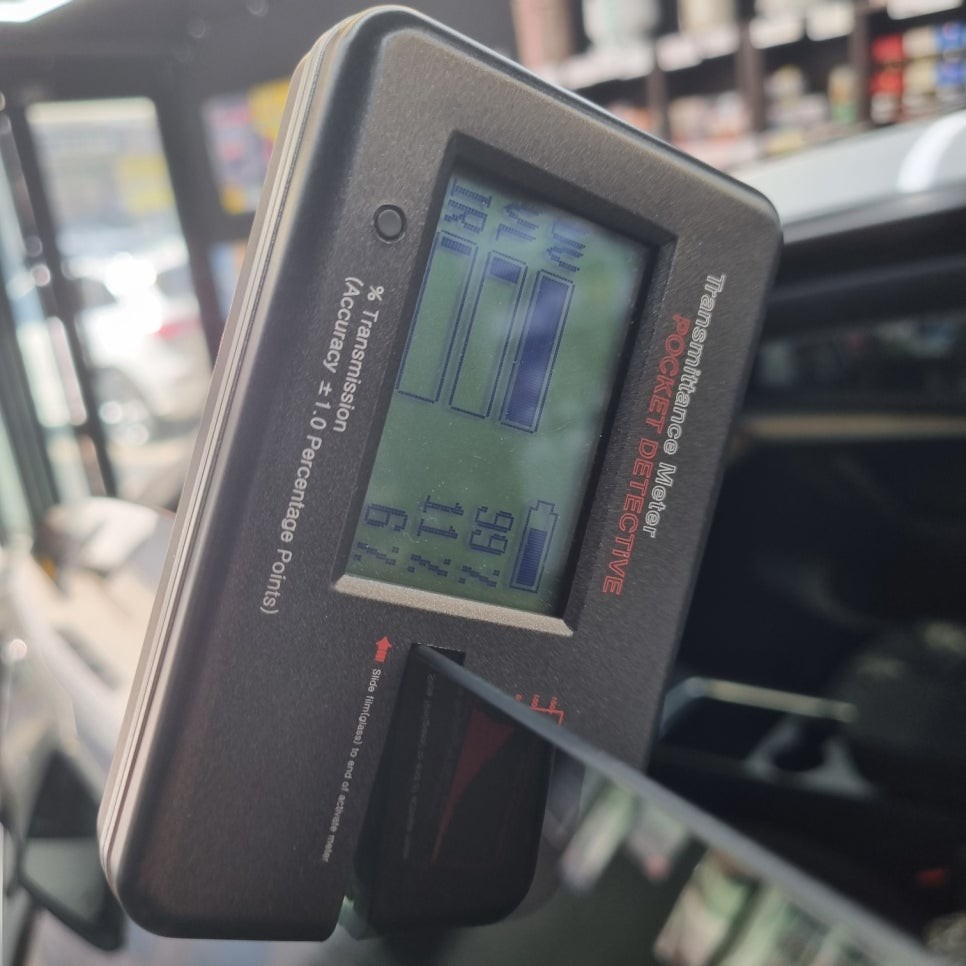 Transmittance Meter
POCKET DETECTIVE
UV 99%
VL 11%
IR 6%
% Transmission
(Accuracy ± 1.0 Percentage Points)
Slide film(glass) to end of activate meter